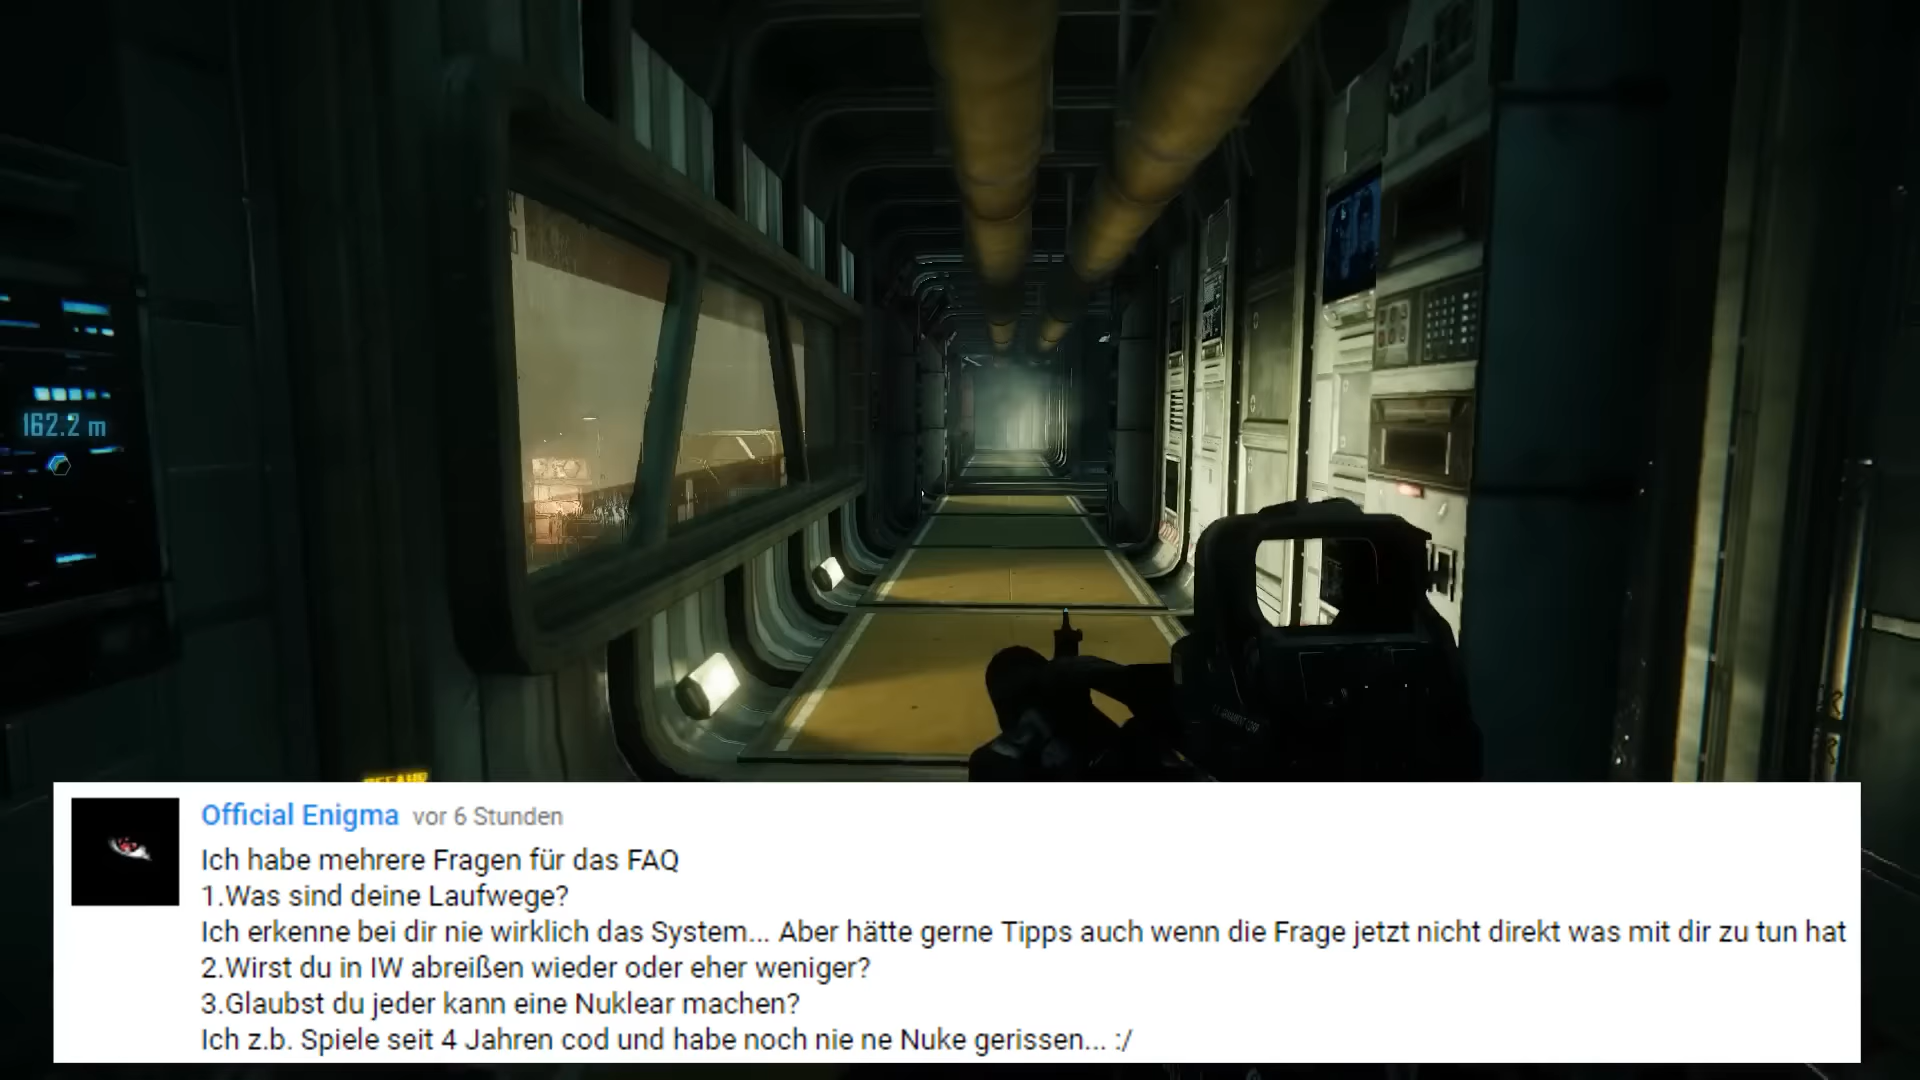 162.2 m
GEFAHR
Official Enigma vor 6 Stunden
Ich habe mehrere Fragen für das FAQ
1.Was sind deine Laufwege?
Ich erkenne bei dir nie wirklich das System... Aber hätte gerne Tipps auch wenn die Frage jetzt nicht direkt was mit dir zu tun hat
2.Wirst du in IW abreißen wieder oder eher weniger?
3.Glaubst du jeder kann eine Nuklear machen?
Ich z.b. Spiele seit 4 Jahren cod und habe noch nie ne Nuke gerissen... :/